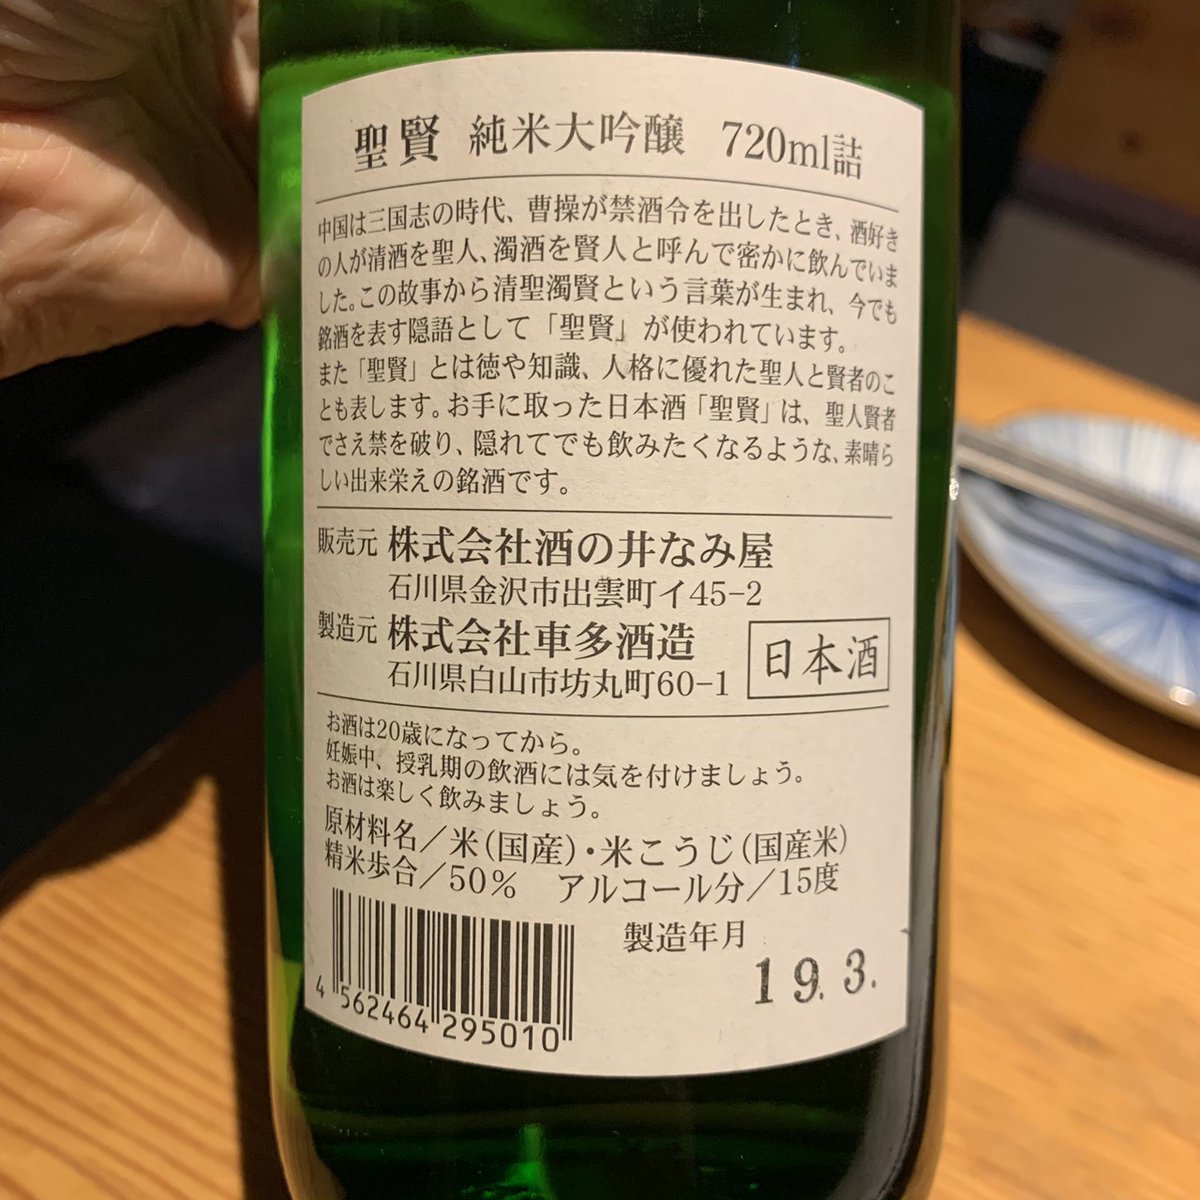 聖賢 純米大吟醸 720ml詰
中国は三国志の時代、曹操が禁酒令を出したとき、酒好き
の人が清酒を聖人、濁酒を賢人と呼んで密かに飲んでいま
した。この故事から清聖濁賢という言葉が生まれ、今でも
銘酒を表す隠語として「聖賢」が使われています。
また「聖賢」とは徳や知識、人格に優れた聖人と賢者のこ
とも表します。お手に取った日本酒「聖賢」は、聖人賢者
でさえ禁を破り、隠れてでも飲みたくなるような、素晴ら
しい出来栄えの銘酒です。
販売元 株式会社酒の井なみ屋
石川県金沢市出雲町イ45-2
製造元 株式会社車多酒造
石川県白山市坊丸町60-1
日本酒
お酒は20歳になってから。
妊娠中、授乳期の飲酒には気を付けましょう。
お酒は楽しく飲みましょう。
原材料名／米(国産)・米こうじ(国産米)
精米歩合／50% アルコール分／15度
製造年月
19.3.
4 562464 295010